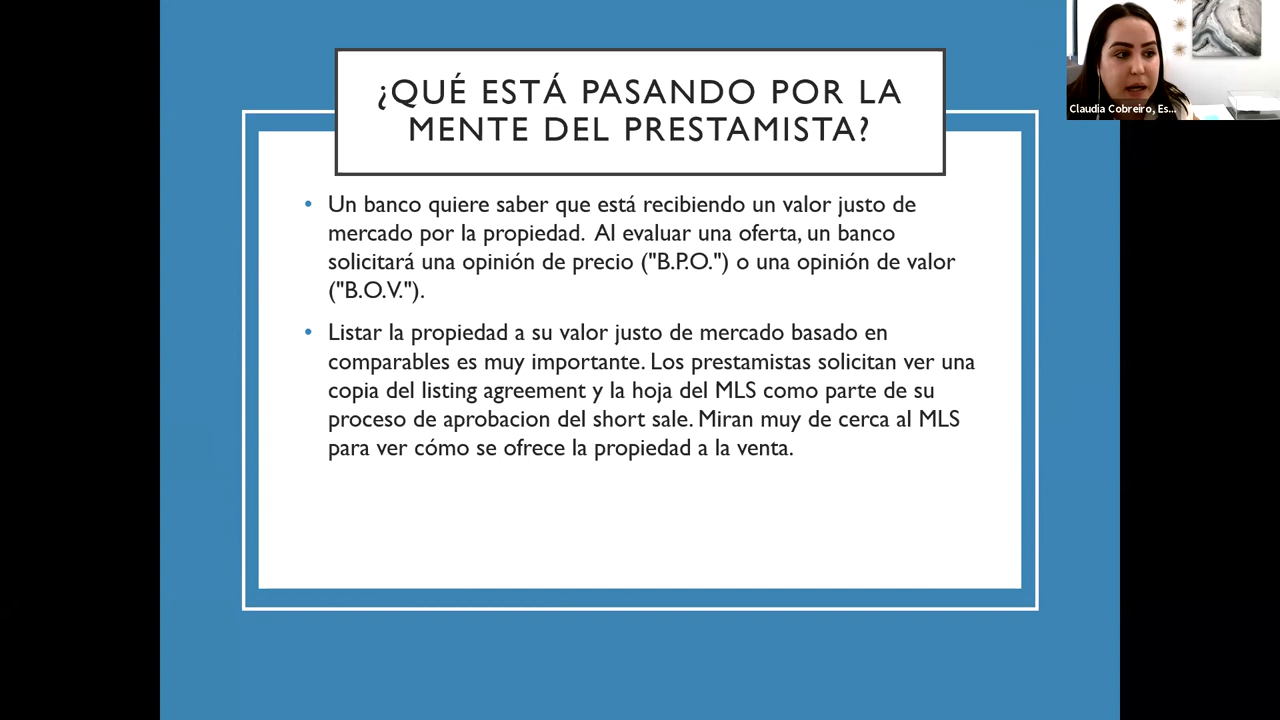 ¿QUÉ ESTÁ PASANDO POR LA
MENTE DEL PRESTAMISTA?
• Un banco quiere saber que está recibiendo un valor justo de
mercado por la propiedad.  Al evaluar una oferta, un banco
solicitará una opinión de precio ("B.P.O.") o una opinión de valor
("B.O.V.").
• Listar la propiedad a su valor justo de mercado basado en
comparables es muy importante. Los prestamistas solicitan ver una
copia del listing agreement y la hoja del MLS como parte de su
proceso de aprobacion del short sale. Miran muy de cerca al MLS
para ver cómo se ofrece la propiedad a la venta.
Claudia Cobreiro, Es...